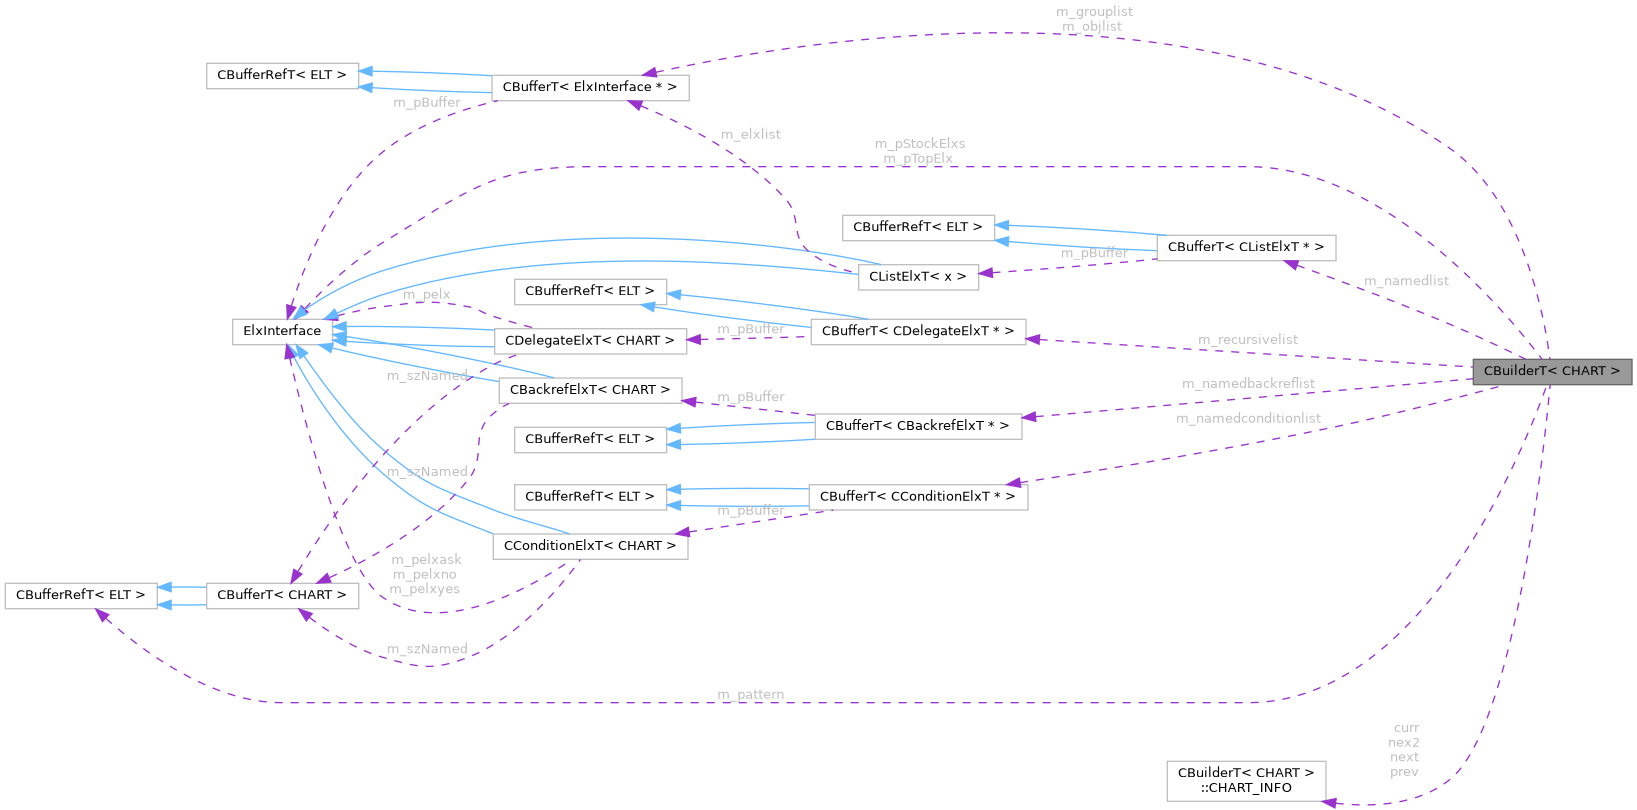 m_grouplist
m_objlist
CBufferRefT< ELT >
CBufferT< ElxInterface * >
m_pBuffer
m_elxlist
m_pStockElxs
m_pTopElx
CBufferRefT< ELT >
CBufferT< CListElxT * >
m_pBuffer
CListElxT< x >
m_namedlist
CBufferRefT< ELT >
m_pelx
ElxInterface
CBufferT< CDelegateElxT * >
m_pBuffer
CDelegateElxT< CHART >
m_recursivelist
CBuilderT< CHART >
m_szNamed
CBackrefElxT< CHART >
m_pBuffer
m_namedbackreflist
CBufferT< CBackrefElxT * >
m_namedconditionlist
CBufferRefT< ELT >
m_szNamed
CBufferRefT< ELT >
CBufferT< CConditionElxT * >
m_pBuffer
CConditionElxT< CHART >
m_pelxask
m_pelxno
m_pelxyes
CBufferRefT< ELT >
CBufferT< CHART >
m_szNamed
m_pattern
curr
nex2
next
prev
CBuilderT< CHART >
::CHART_INFO